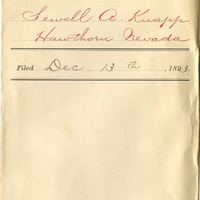 Sewell A Knapp,
Hawthorn Nevada
Filed Dec 13th ,1893.